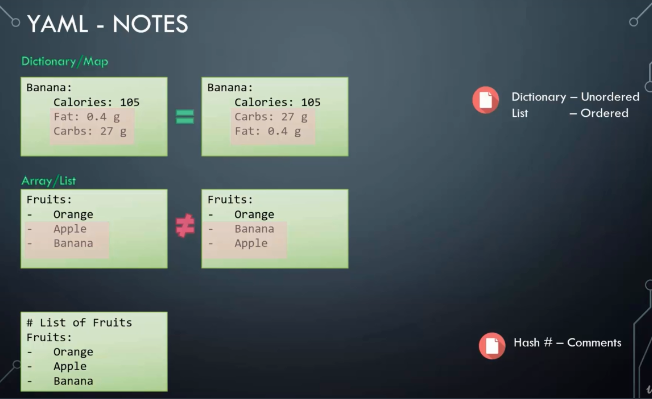 YAML - NOTES
Dictionary/Map
Banana:
Calories: 105
Fat: 0.4 g
Carbs: 27 g
=
Banana:
Calories: 105
Carbs: 27 g
Fat: 0.4 g
Dictionary – Unordered
List – Ordered
Array/List
Fruits:
- Orange
- Apple
- Banana
≠
Fruits:
- Orange
- Banana
- Apple
# List of Fruits
Fruits:
- Orange
- Apple
- Banana
Hash # – Comments